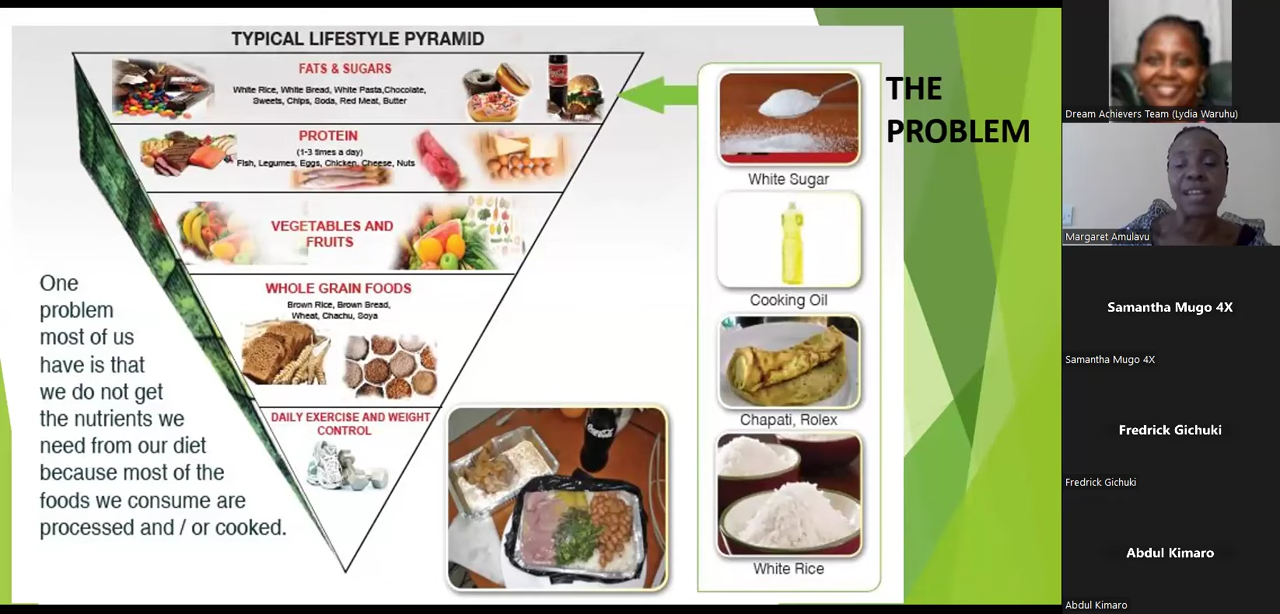 TYPICAL LIFESTYLE PYRAMID
FATS & SUGARS
White Rice, White Bread, White Pasta,Chocolate,
Sweets, Chips, Soda, Red Meat, Butter
PROTEIN
(1-3 times a day)
Fish, Legumes, Eggs, Chicken, Cheese, Nuts
VEGETABLES AND
FRUITS
WHOLE GRAIN FOODS
Brown Rice, Brown Bread,
Wheat, Chachu, Soya
DAILY EXERCISE AND WEIGHT
CONTROL
One
problem
most of us
have is that
we do not get
the nutrients we
need from our diet
because most of the
foods we consume are
processed and / or cooked.
White Sugar
Cooking Oil
Chapati, Rolex
White Rice
THE
PROBLEM
Dream Achievers Team (Lydia Waruhu)
Margaret Amulavu
Samantha Mugo 4X
Samantha Mugo 4X
Fredrick Gichuki
Fredrick Gichuki
Abdul Kimaro
Abdul Kimaro